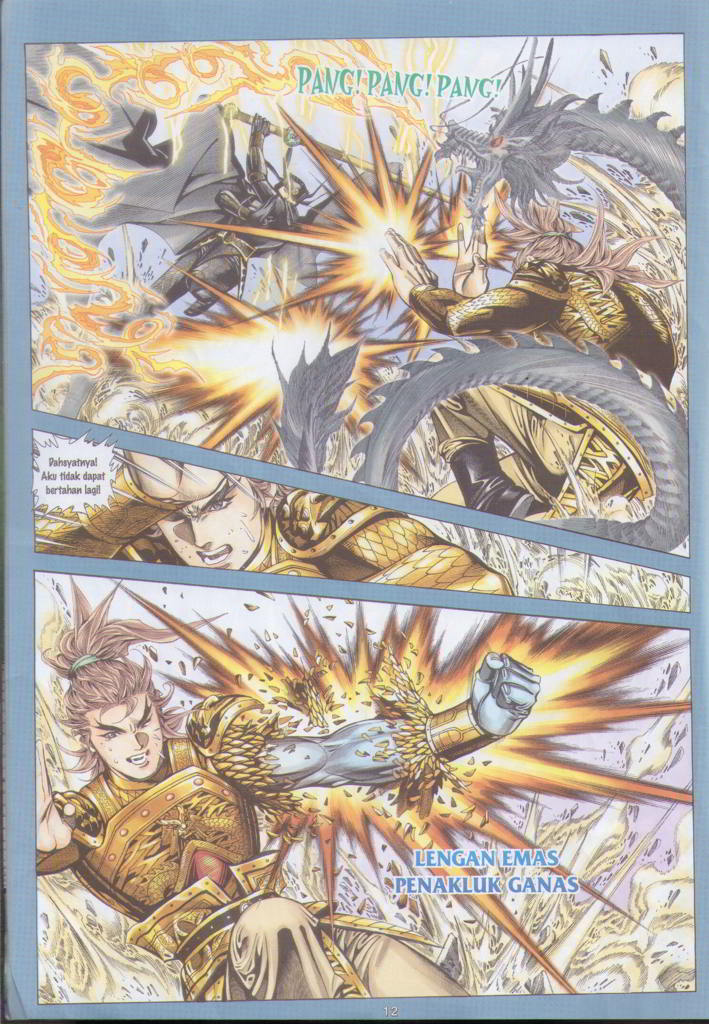 PANG! PANG! PANG!
Dahsyatnya!
Aku tidak dapat
bertahan lagi!
LENGAN EMAS
PENAKLUK GANAS
12